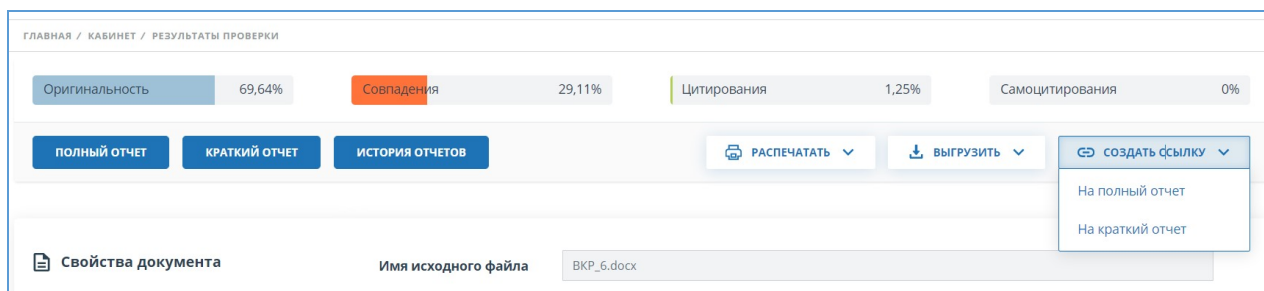 ГЛАВНАЯ / КАБИНЕТ / РЕЗУЛЬТАТЫ ПРОВЕРКИ
Оригинальность 69,64% Совпадения 29,11% Цитирования 1,25% Самоцитирования 0%
ПОЛНЫЙ ОТЧЕТ КРАТКИЙ ОТЧЕТ ИСТОРИЯ ОТЧЕТОВ РАСПЕЧАТАТЬ ВЫГРУЗИТЬ СОЗДАТЬ ССЫЛКУ
На полный отчет
На краткий отчет
Свойства документа Имя исходного файла ВКР_6.docx